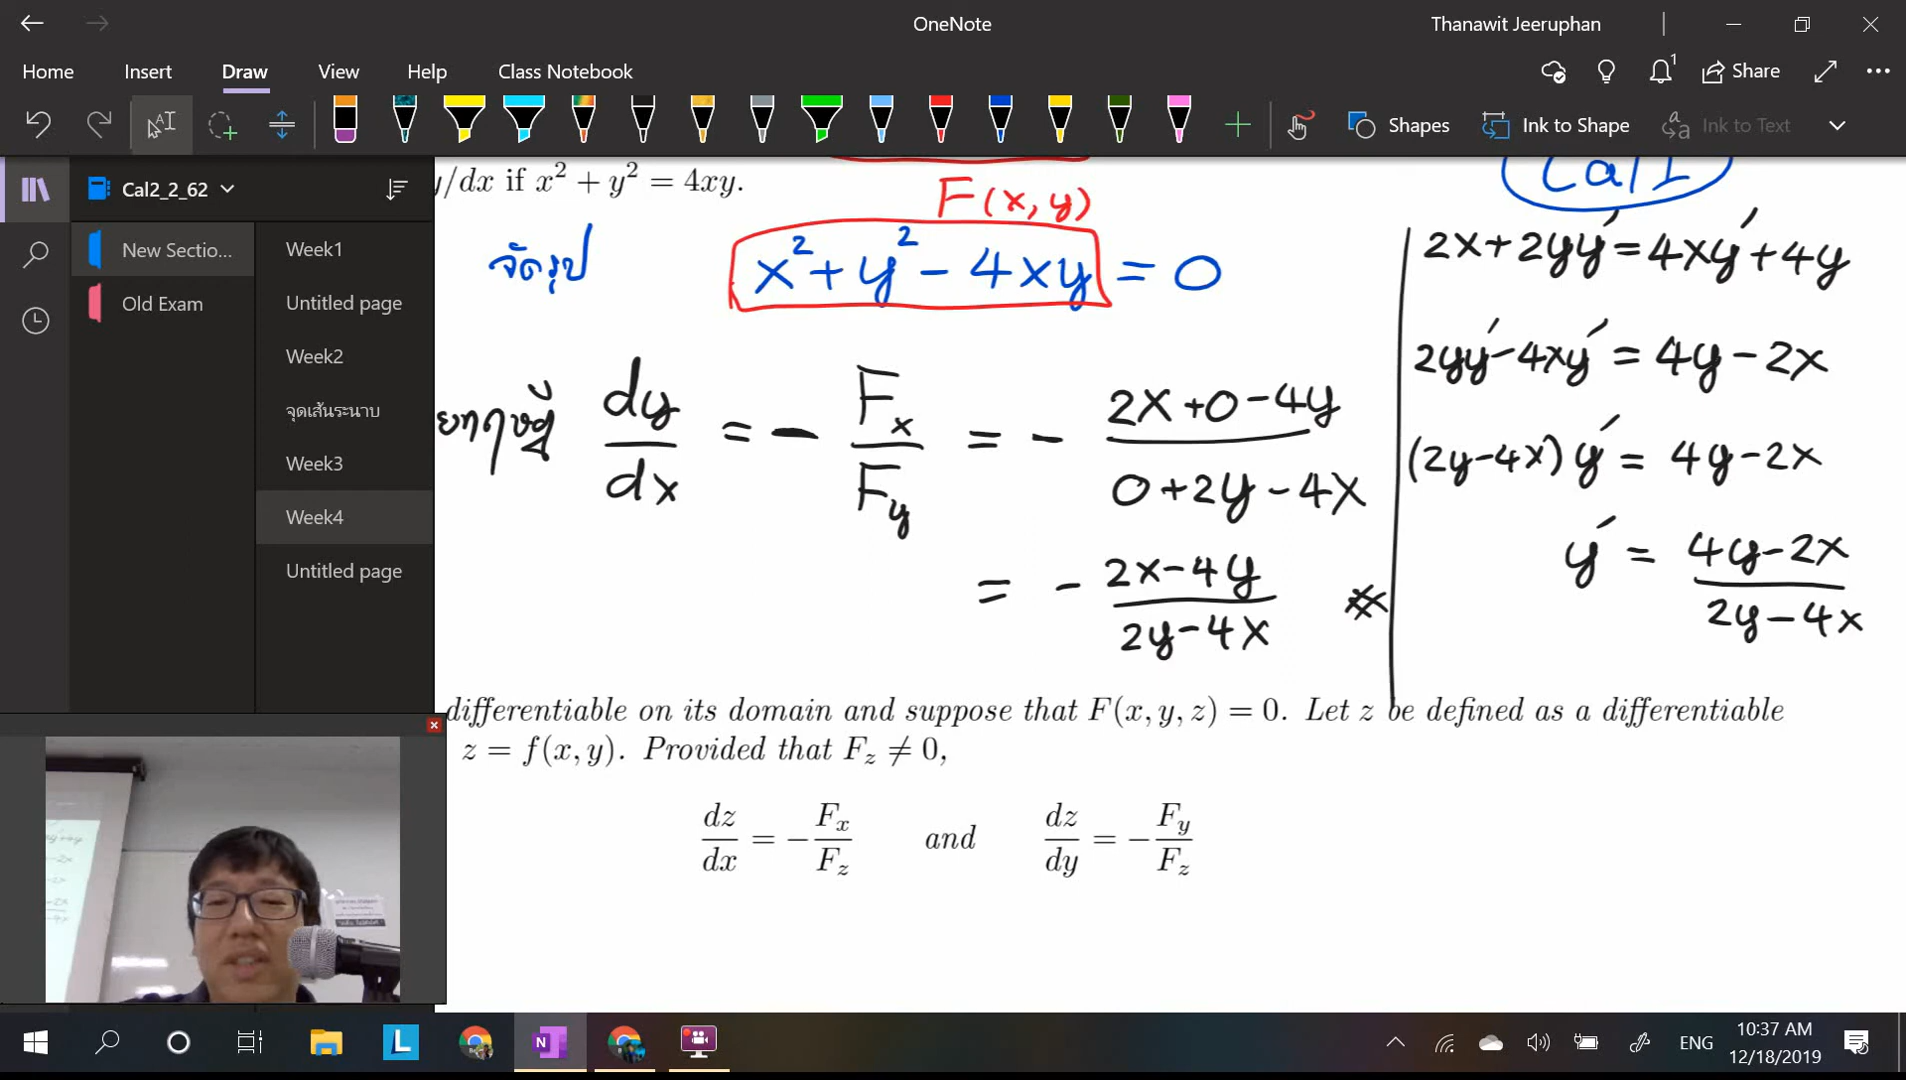 OneNote
Thanawit Jeeruphan
Home Insert Draw View Help Class Notebook
1 Share
Shapes Ink to Shape Ink to Text
Cal2_2_62
New Sectio...
Old Exam
Week1
Untitled page
Week2
จุดเส้นระนาบ
Week3
Week4
Untitled page
y/dx if x² + y² = 4xy.
F(x,y)
Cal I
จัดรูป x² + y² - 4xy = 0
dy/dx = - Fx/Fy = - (2x+0-4y)/(0+2y-4x)
= - (2x-4y)/(2y-4x) ※
2x+2yy' = 4xy'+4y
2yy'-4xy' = 4y-2x
(2y-4x)y' = 4y-2x
y' = (4y-2x)/(2y-4x)
differentiable on its domain and suppose that F(x, y, z) = 0. Let z be defined as a differentiable
z = f(x, y). Provided that Fz ≠ 0,
dz/dx = - Fx/Fz and dz/dy = - Fy/Fz
ENG
10:37 AM
12/18/2019